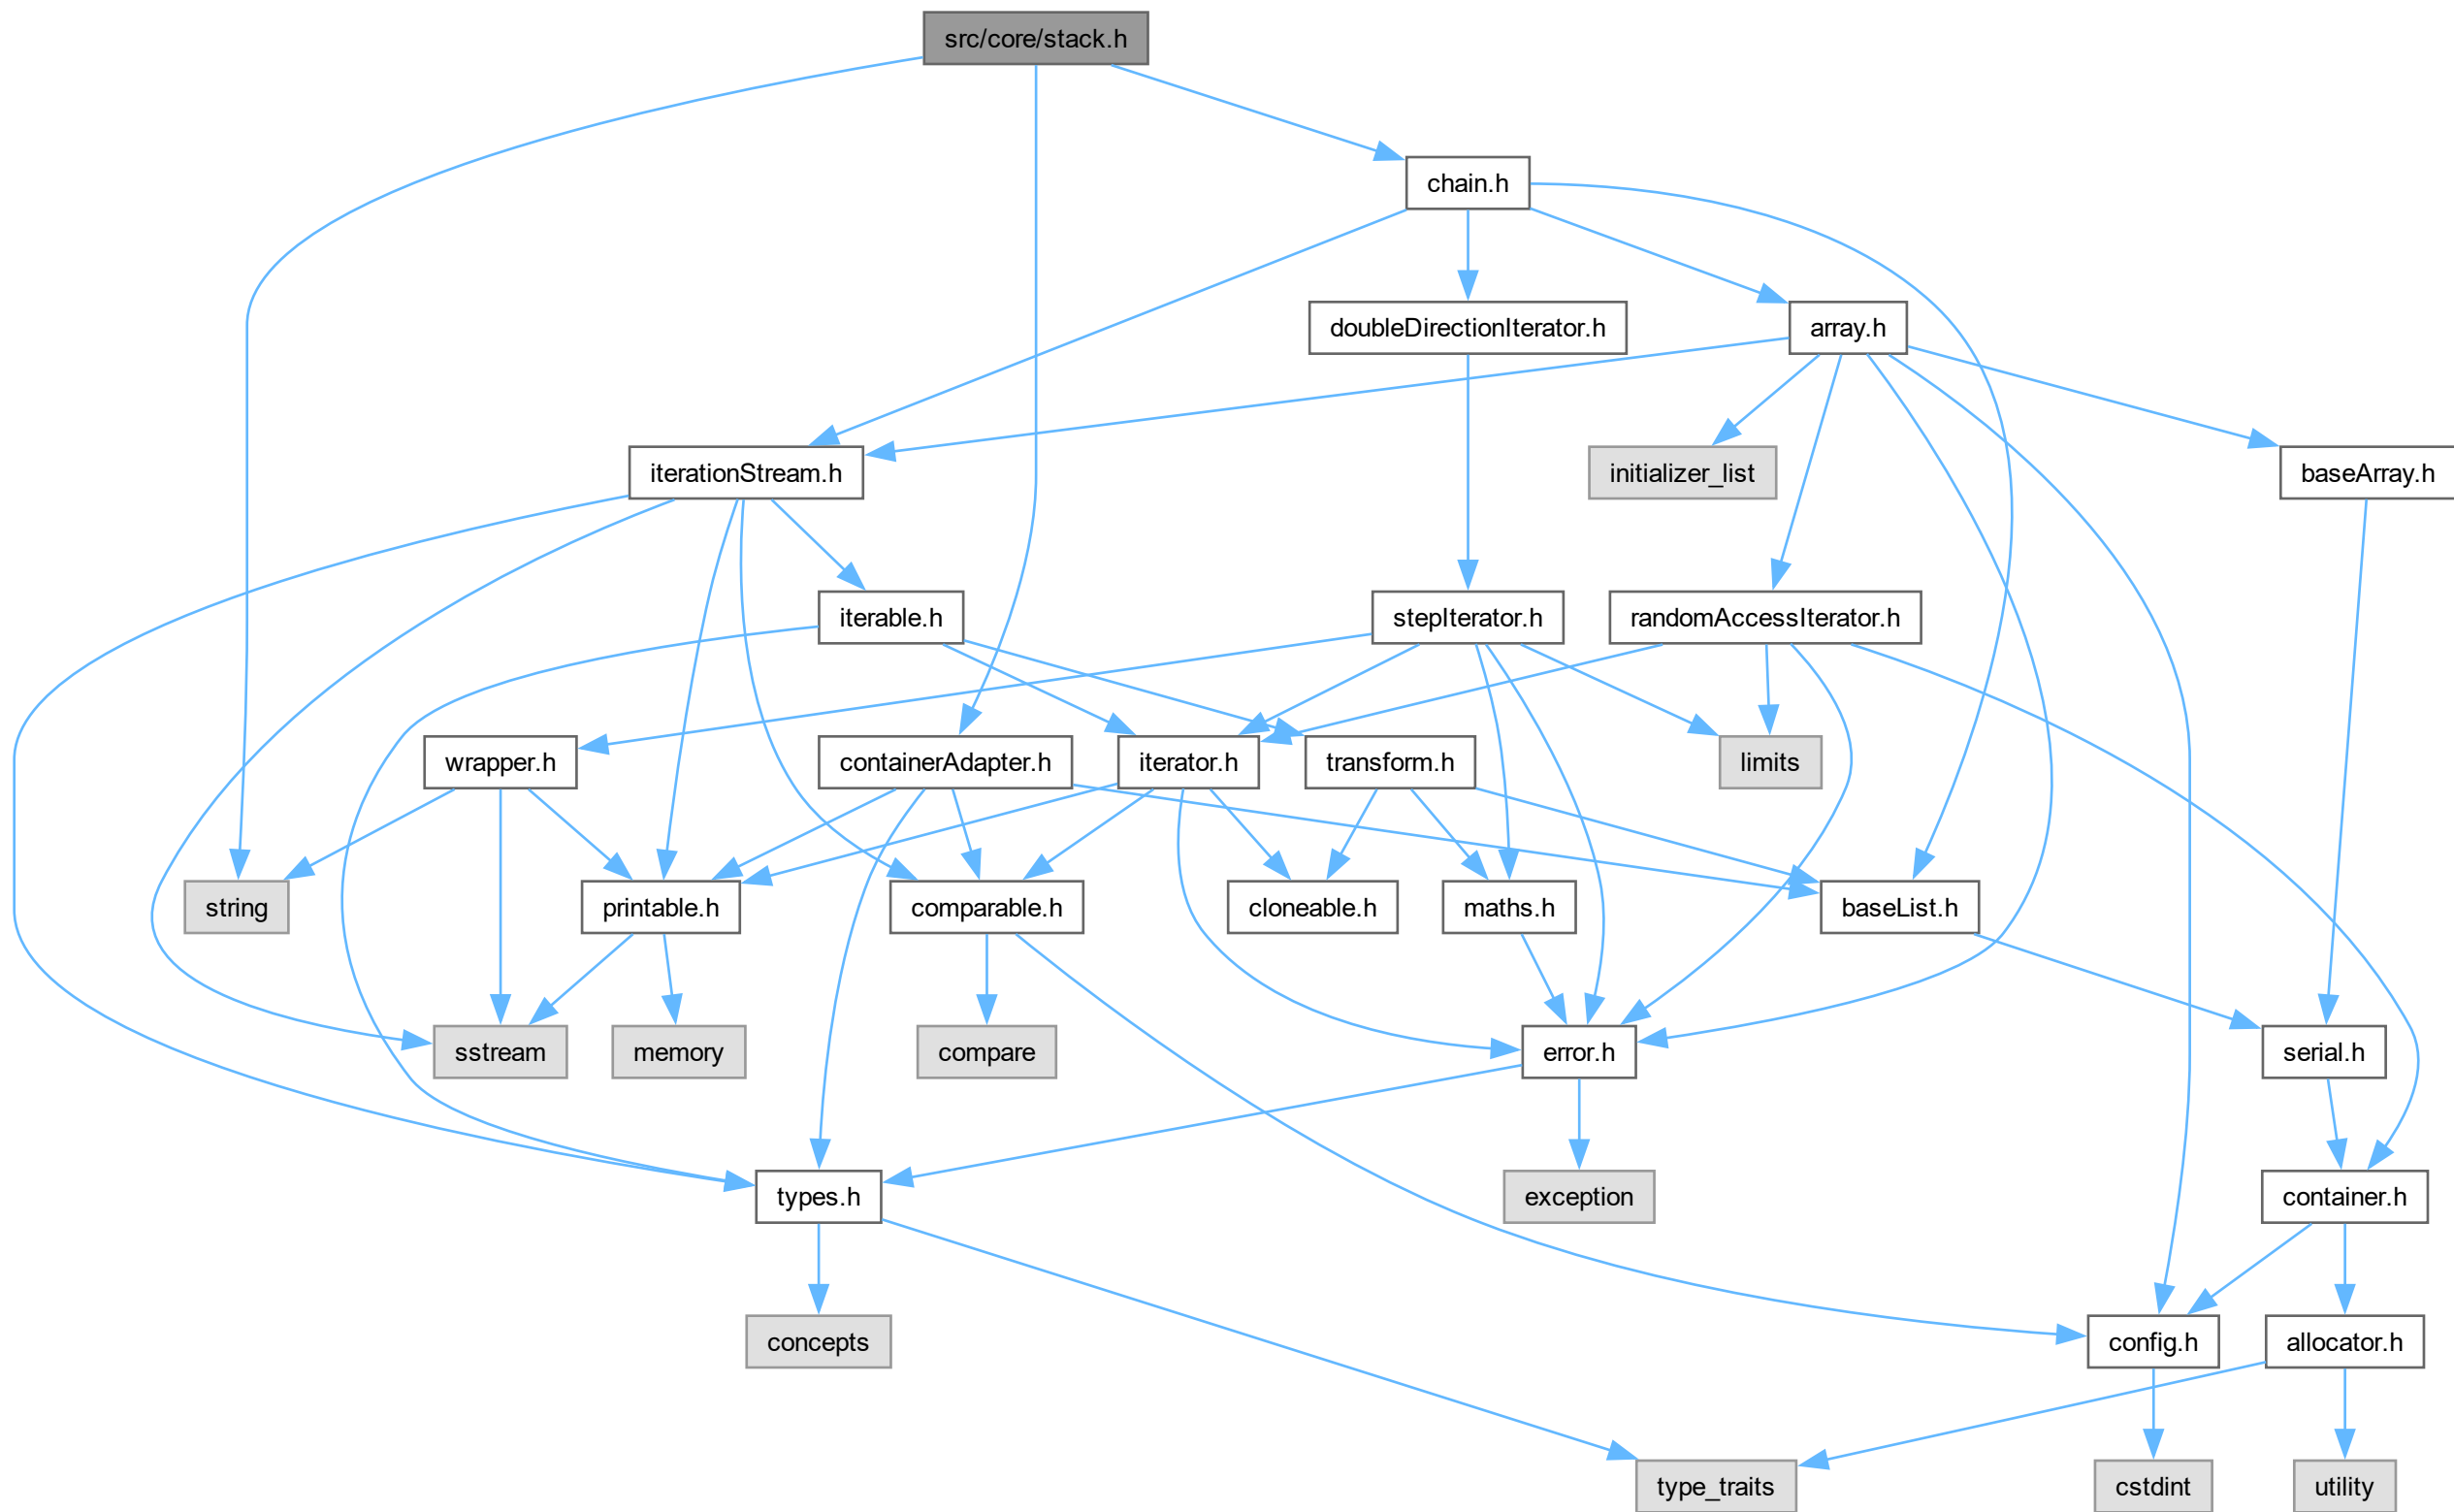 src/core/stack.h
chain.h
doubleDirectionIterator.h
array.h
iterationStream.h
initializer_list
baseArray.h
iterable.h
stepIterator.h
randomAccessIterator.h
wrapper.h
containerAdapter.h
iterator.h
transform.h
limits
string
printable.h
comparable.h
cloneable.h
maths.h
baseList.h
sstream
memory
compare
error.h
serial.h
types.h
exception
container.h
concepts
config.h
allocator.h
type_traits
cstdint
utility